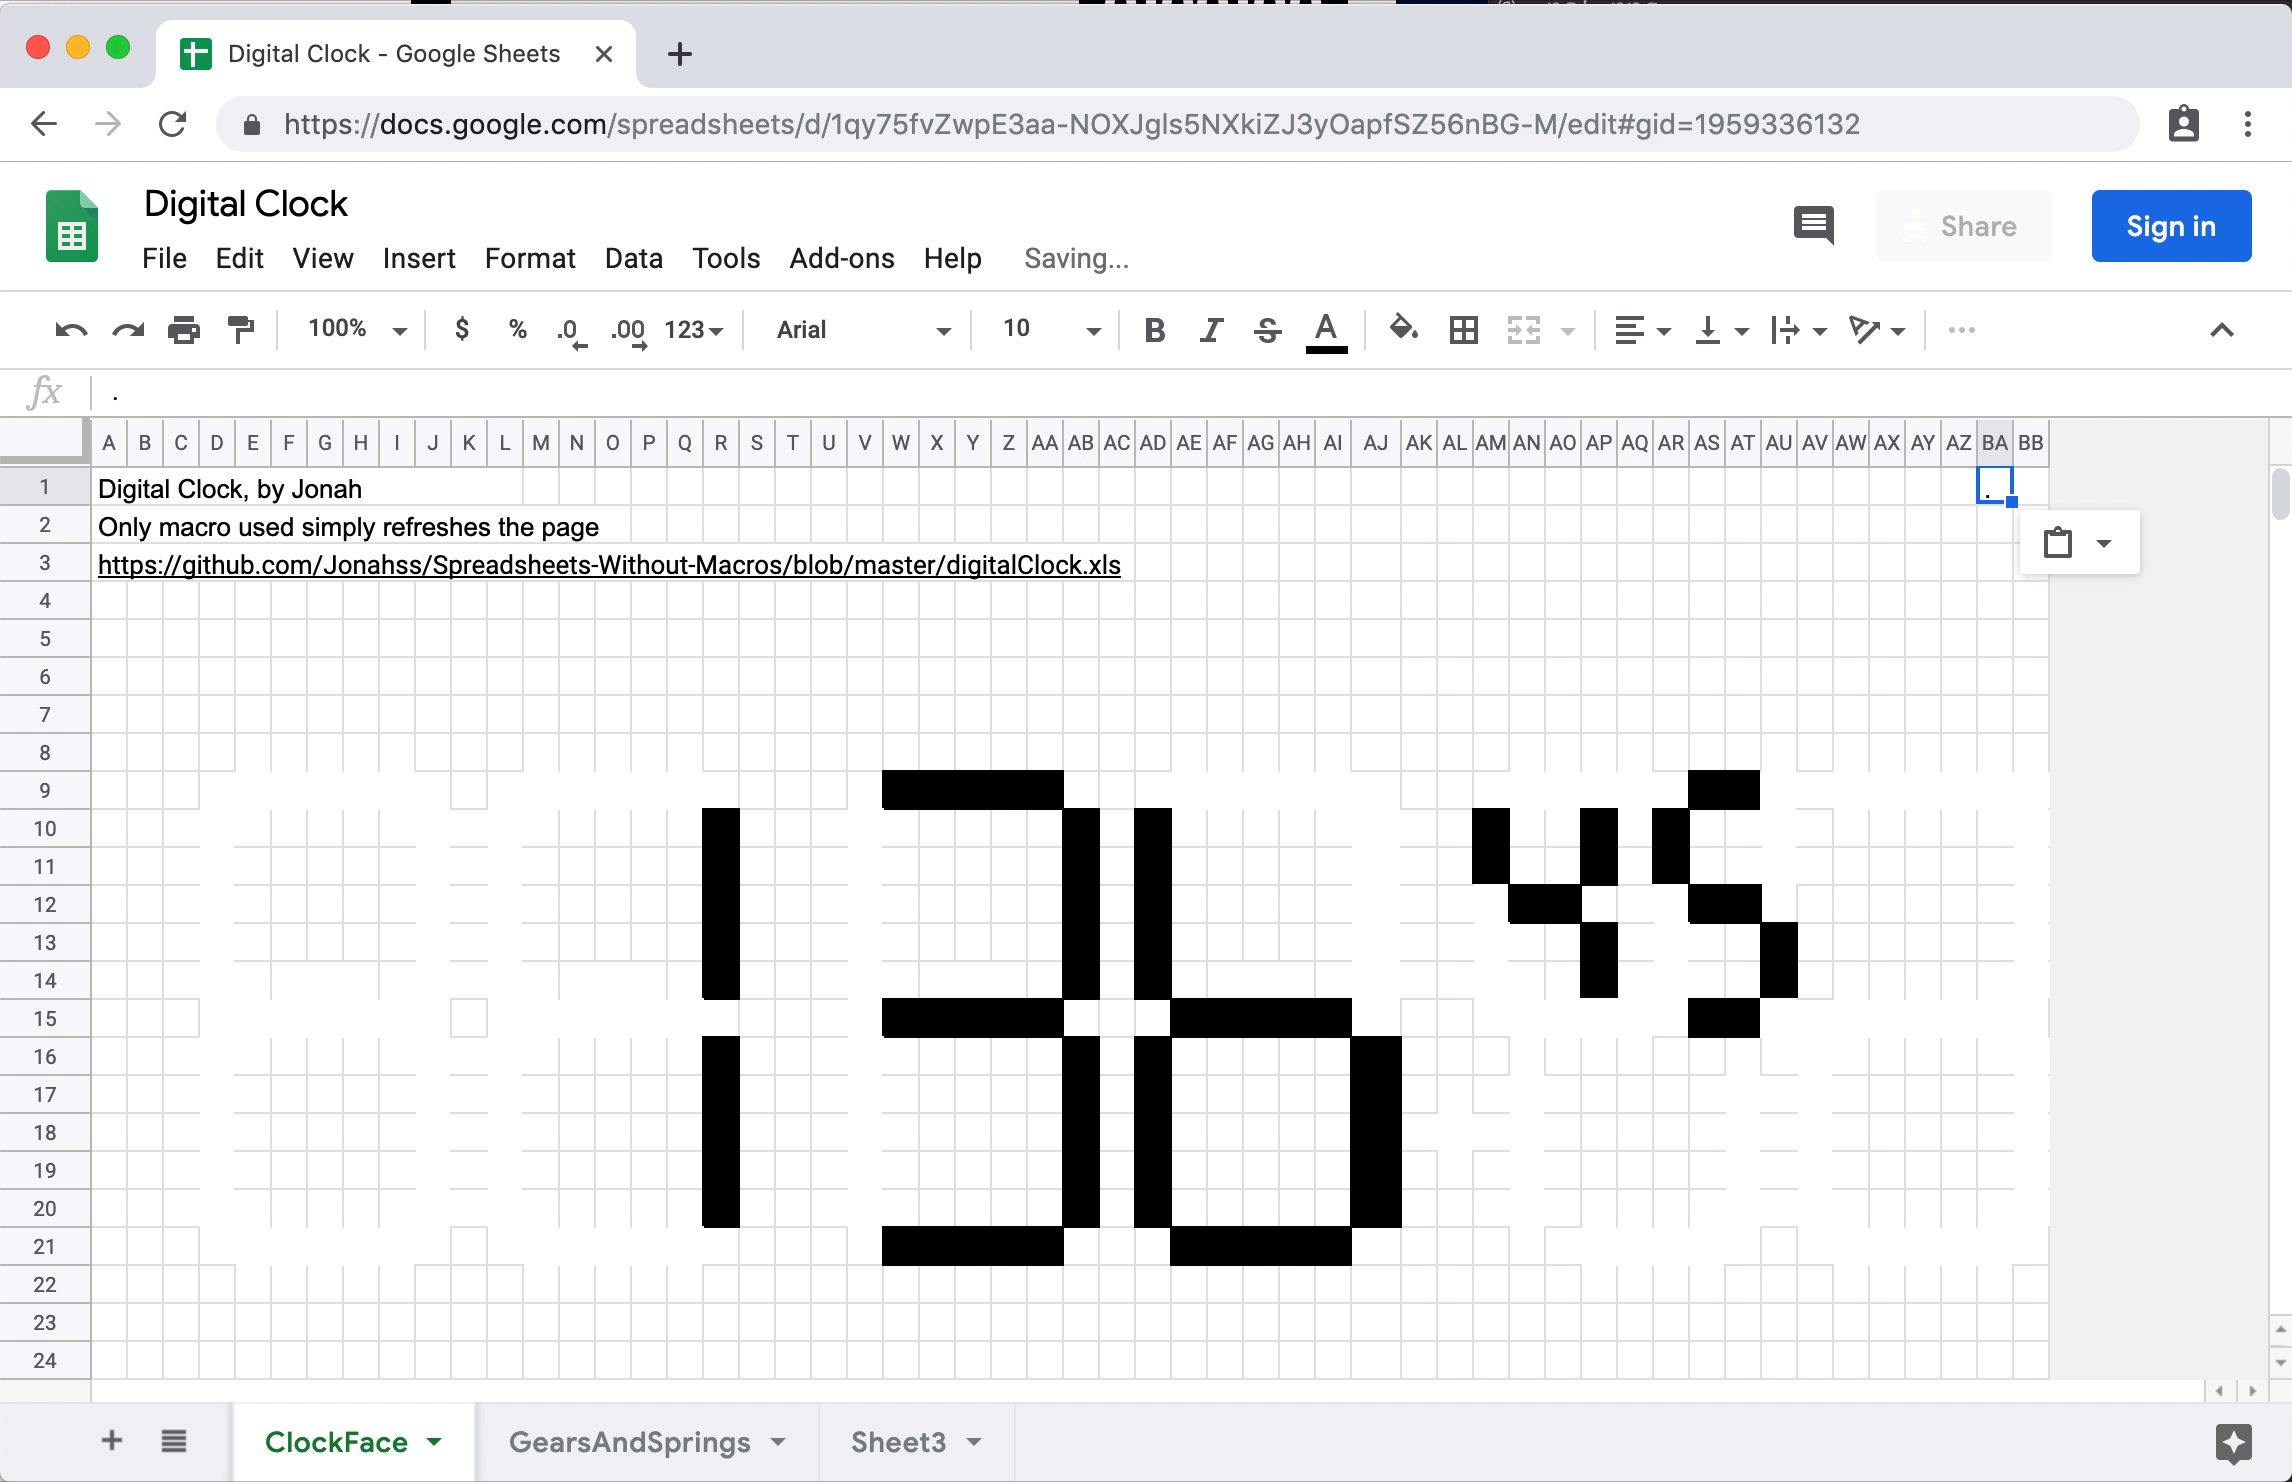 Digital Clock - Google Sheets
https://docs.google.com/spreadsheets/d/1qy75fvZwpE3aa-NOXJgls5NXkiZJ3yOapfSZ56nBG-M/edit#gid=1959336132
Digital Clock
Share
Sign in
File Edit View Insert Format Data Tools Add-ons Help Saving...
100% $ % .0 .00 123 Arial 10 B I S A
fx .
A B C D E F G H I J K L M N O P Q R S T U V W X Y Z AA AB AC AD AE AF AG AH AI AJ AK AL AM AN AO AP AQ AR AS AT AU AV AW AX AY AZ BA BB
1 Digital Clock, by Jonah .
2 Only macro used simply refreshes the page
3 https://github.com/Jonahss/Spreadsheets-Without-Macros/blob/master/digitalClock.xls
4
5
6
7
8
9
10
11
12
13
14
15
16
17
18
19
20
21
22
23
24
1 36 45
ClockFace GearsAndSprings Sheet3